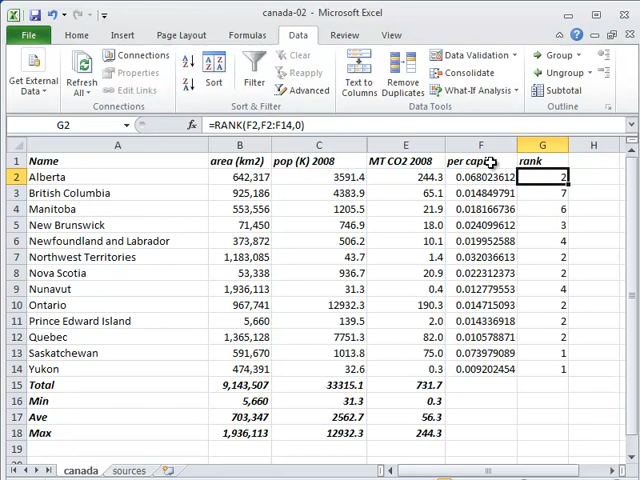 canada-02 - Microsoft Excel
File Home Insert Page Layout Formulas Data Review View
Get External Data
Refresh All
Connections
Properties
Edit Links
Connections
Sort
Filter
Clear
Reapply
Advanced
Sort & Filter
Text to Columns
Remove Duplicates
Data Validation
Consolidate
What-If Analysis
Data Tools
Group
Ungroup
Subtotal
Outline
G2 fx =RANK(F2,F2:F14,0)
A B C D E F G H
1 Name area (km2) pop (K) 2008 MT CO2 2008 per capita rank
2 Alberta 642,317 3591.4 244.3 0.068023612 2
3 British Columbia 925,186 4383.9 65.1 0.014849791 7
4 Manitoba 553,556 1205.5 21.9 0.018166736 6
5 New Brunswick 71,450 746.9 18.0 0.024099612 3
6 Newfoundland and Labrador 373,872 506.2 10.1 0.019952588 4
7 Northwest Territories 1,183,085 43.7 1.4 0.032036613 2
8 Nova Scotia 53,338 936.7 20.9 0.022312373 2
9 Nunavut 1,936,113 31.3 0.4 0.012779553 4
10 Ontario 967,741 12932.3 190.3 0.014715093 2
11 Prince Edward Island 5,660 139.5 2.0 0.014336918 2
12 Quebec 1,365,128 7751.3 82.0 0.010578871 2
13 Saskatchewan 591,670 1013.8 75.0 0.073979089 1
14 Yukon 474,391 32.6 0.3 0.009202454 1
15 Total 9,143,507 33315.1 731.7
16 Min 5,660 31.3 0.3
17 Ave 703,347 2562.7 56.3
18 Max 1,936,113 12932.3 244.3
19
canada sources